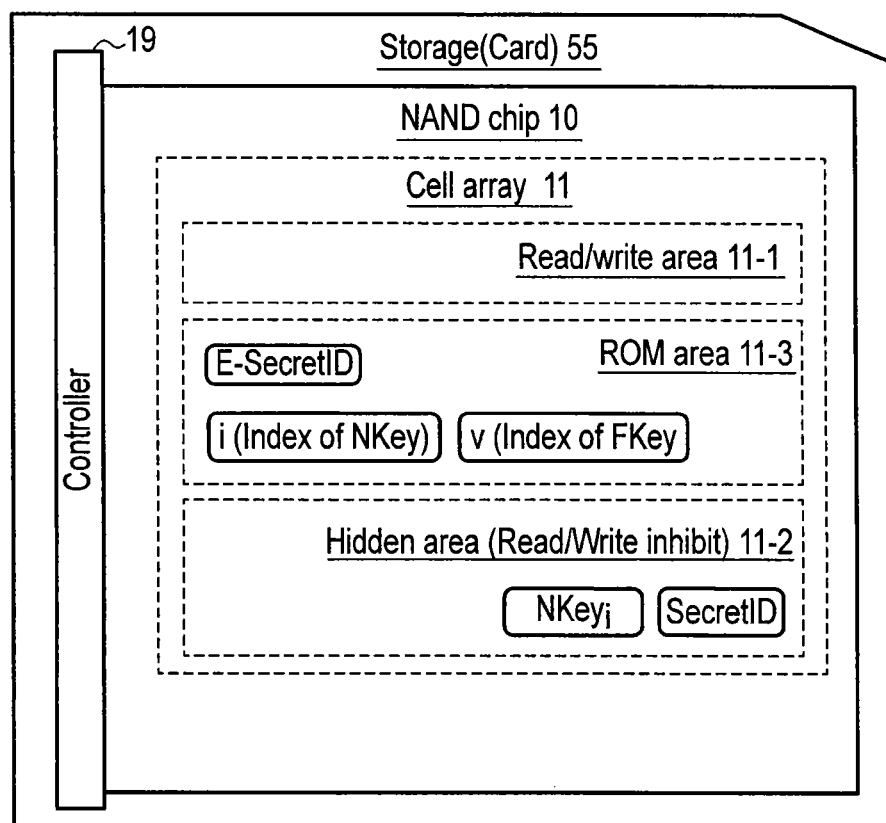 19
Storage(Card) 55
NAND chip 10
Cell array 11
Read/write area 11-1
ROM area 11-3
E-SecretID
i (Index of NKey)
v (Index of FKey
Controller
Hidden area (Read/Write inhibit) 11-2
NKeyi
SecretID